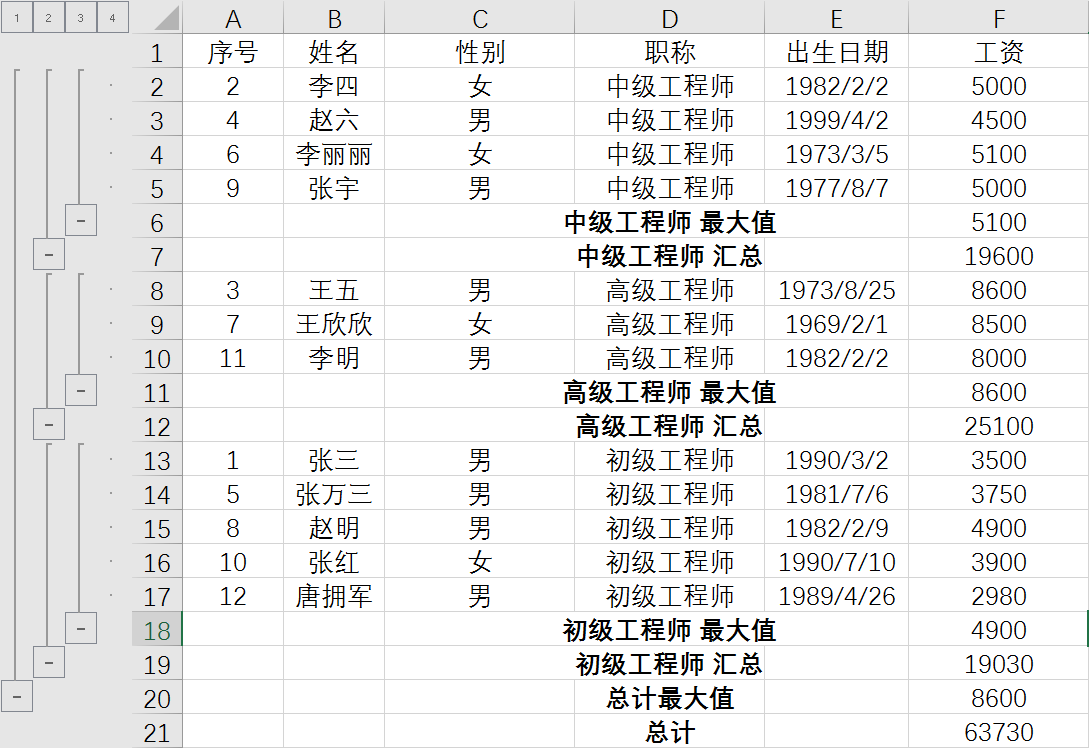 1 2 3 4 A B C D E F
1 序号 姓名 性别 职称 出生日期 工资
2 2 李四 女 中级工程师 1982/2/2 5000
3 4 赵六 男 中级工程师 1999/4/2 4500
4 6 李丽丽 女 中级工程师 1973/3/5 5100
5 9 张宇 男 中级工程师 1977/8/7 5000
6 中级工程师 最大值 5100
7 中级工程师 汇总 19600
8 3 王五 男 高级工程师 1973/8/25 8600
9 7 王欣欣 女 高级工程师 1969/2/1 8500
10 11 李明 男 高级工程师 1982/2/2 8000
11 高级工程师 最大值 8600
12 高级工程师 汇总 25100
13 1 张三 男 初级工程师 1990/3/2 3500
14 5 张万三 男 初级工程师 1981/7/6 3750
15 8 赵明 男 初级工程师 1982/2/9 4900
16 10 张红 女 初级工程师 1990/7/10 3900
17 12 唐拥军 男 初级工程师 1989/4/26 2980
18 初级工程师 最大值 4900
19 初级工程师 汇总 19030
20 总计最大值 8600
21 总计 63730